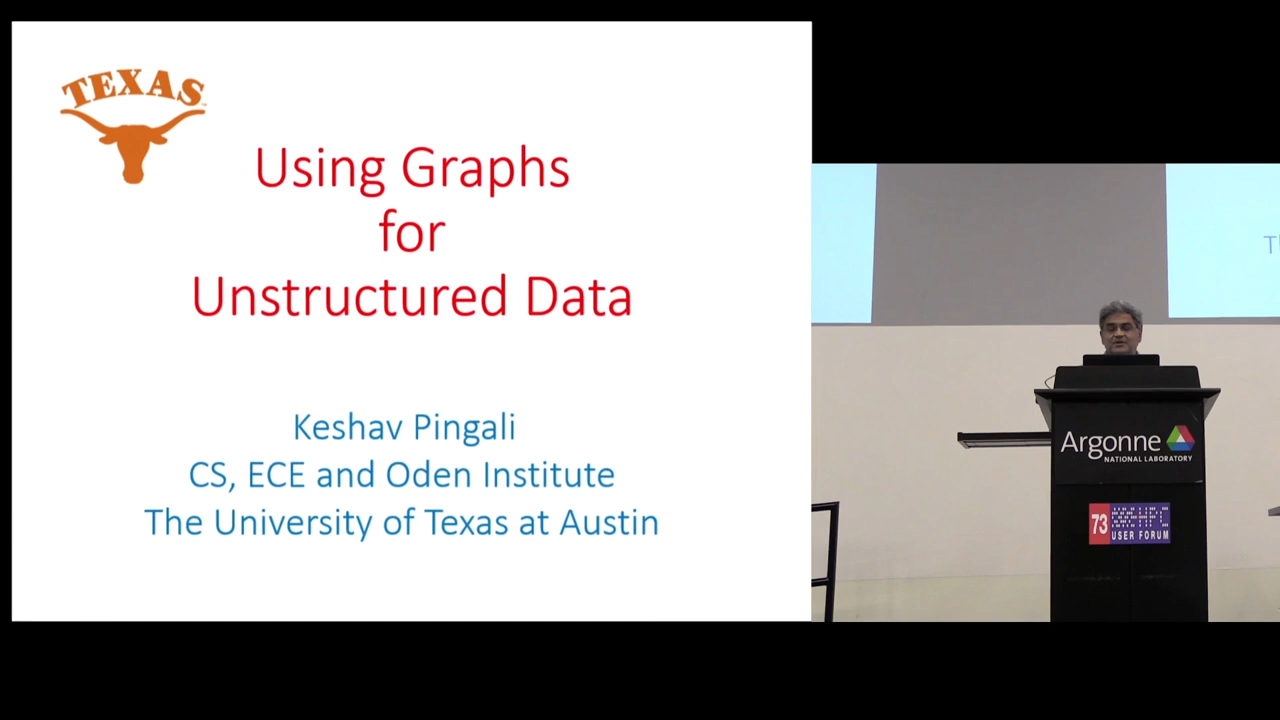 TEXAS
Using Graphs
for
Unstructured Data
Keshav Pingali
CS, ECE and Oden Institute
The University of Texas at Austin
Argonne
NATIONAL LABORATORY
73
HPC
USER FORUM